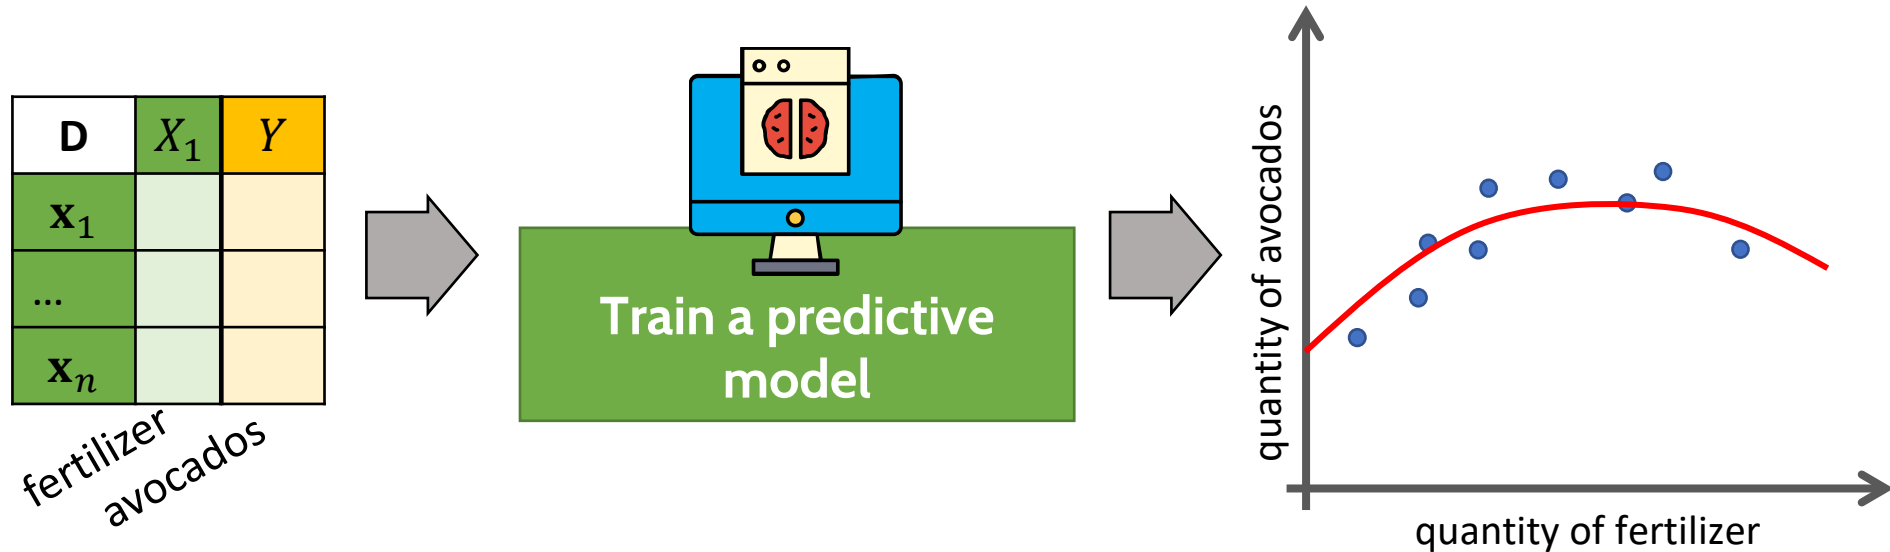 D X₁ Y
x₁
...
xₙ
fertilizer
avocados
Train a predictive
model
quantity of avocados
quantity of fertilizer